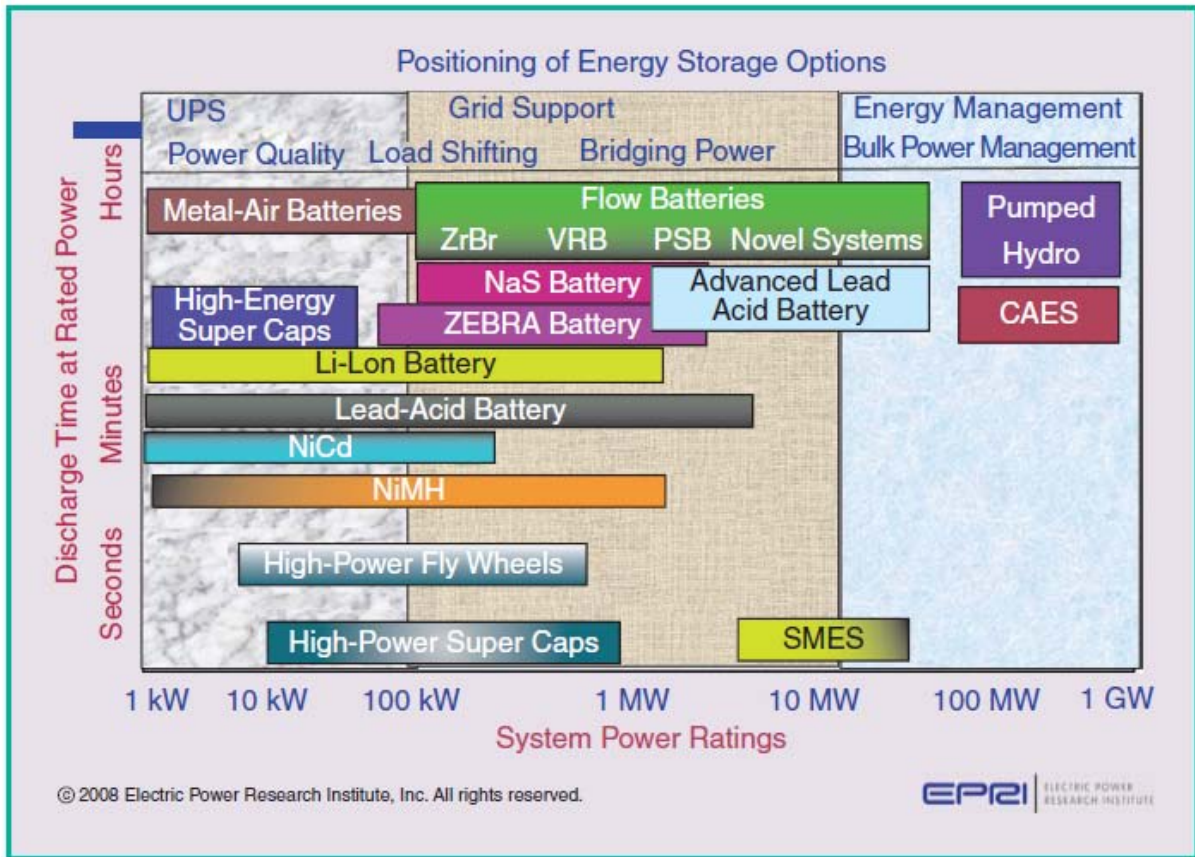 Positioning of Energy Storage Options
UPS
Grid Support
Energy Management
Power Quality
Load Shifting
Bridging Power
Bulk Power Management
Discharge Time at Rated Power
Hours
Minutes
Seconds
Metal-Air Batteries
Flow Batteries
ZrBr VRB PSB Novel Systems
Pumped
Hydro
NaS Battery
Advanced Lead
Acid Battery
High-Energy
Super Caps
ZEBRA Battery
CAES
Li-Lon Battery
Lead-Acid Battery
NiCd
NiMH
High-Power Fly Wheels
High-Power Super Caps
SMES
1 kW 10 kW 100 kW 1 MW 10 MW 100 MW 1 GW
System Power Ratings
© 2008 Electric Power Research Institute, Inc. All rights reserved.
EPRI
ELECTRIC POWER
RESEARCH INSTITUTE